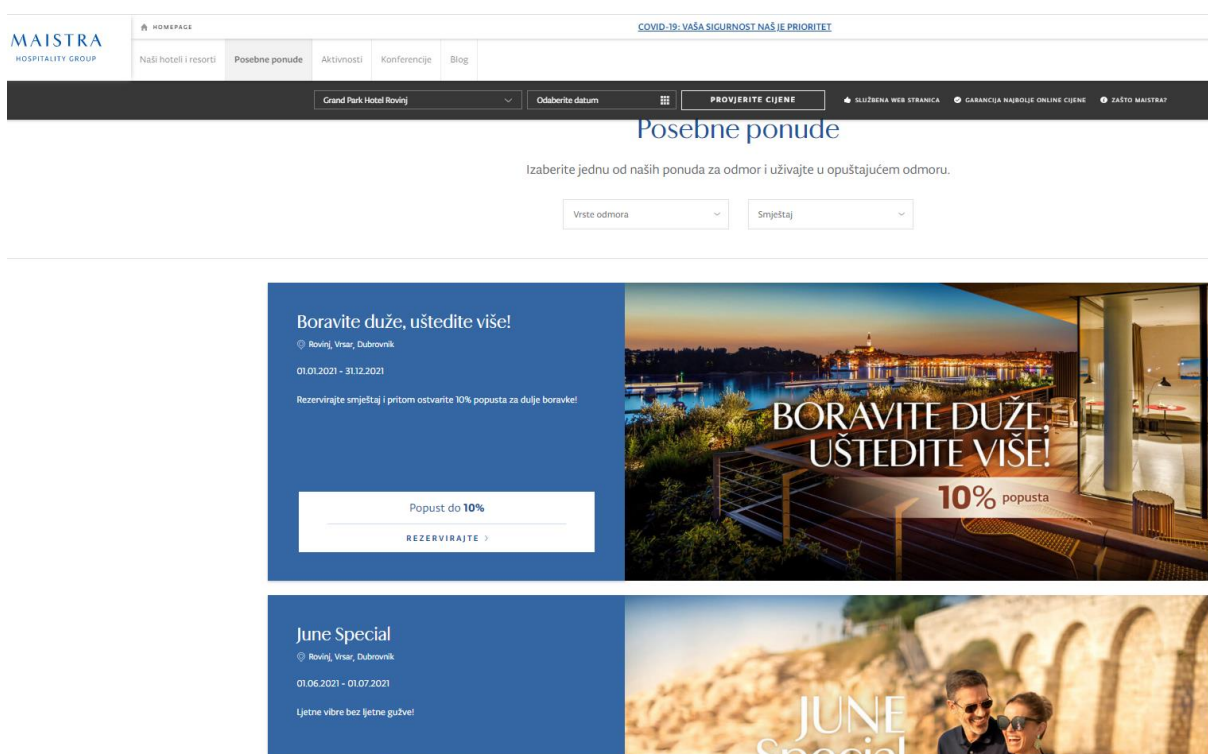 MAISTRA
HOSPITALITY GROUP
HOMEPAGE
COVID-19: VAŠA SIGURNOST NAŠ JE PRIORITET
Naši hoteli i resorti
Posebne ponude
Aktivnosti
Konferencije
Blog
Grand Park Hotel Rovinj
Odaberite datum
PROVJERITE CIJENE
SLUŽBENA WEB STRANICA
GARANCIJA NAJBOLJE ONLINE CIJENE
ZAŠTO MAISTRA?
Posebne ponude
Izaberite jednu od naših ponuda za odmor i uživajte u opuštajućem odmoru.
Vrste odmora
Smještaj
Boravite duže, uštedite više!
Rovinj, Vrsar, Dubrovnik
01.01.2021 - 31.12.2021
Rezervirajte smještaj i pritom ostvarite 10% popusta za dulje boravke!
Popust do 10%
REZERVIRAJTE
BORAVITE DUŽE,
UŠTEDITE VIŠE!
10% popusta
June Special
Rovinj, Vrsar, Dubrovnik
01.06.2021 - 01.07.2021
Ljetne vibre bez ljetne gužve!
JUNE
Special